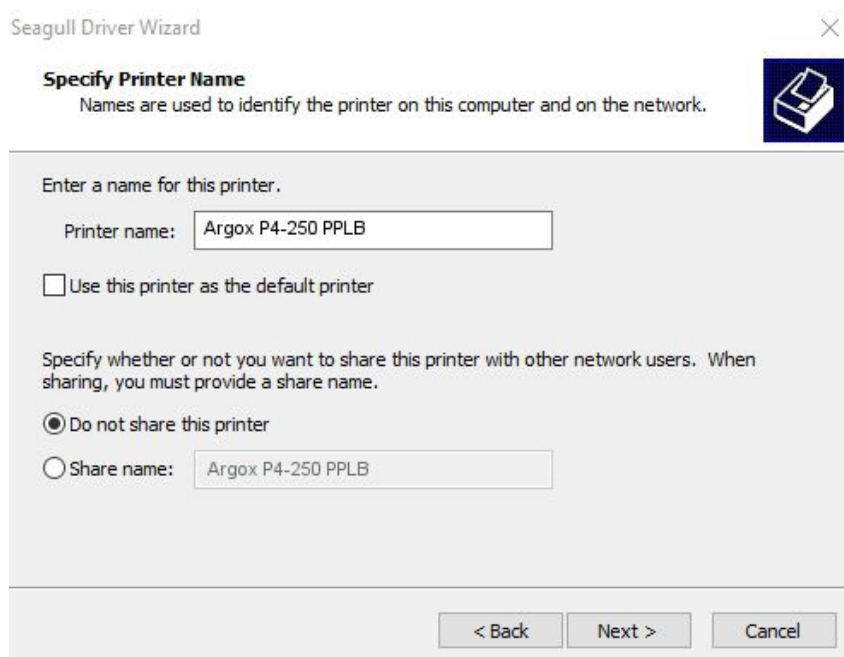 Seagull Driver Wizard
Specify Printer Name
Names are used to identify the printer on this computer and on the network.
Enter a name for this printer.
Printer name: Argox P4-250 PPLB
Use this printer as the default printer
Specify whether or not you want to share this printer with other network users. When
sharing, you must provide a share name.
Do not share this printer
Share name: Argox P4-250 PPLB
< Back Next > Cancel